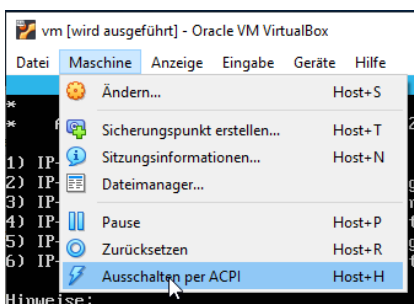 vm [wird ausgeführt] - Oracle VM VirtualBox
Datei Maschine Anzeige Eingabe Geräte Hilfe
Ändern... Host+S
*
*
Sicherungspunkt erstellen... Host+T
1) IP- Sitzungsinformationen... Host+N
2) IP- Dateimanager...
3) IP-
4) IP- Pause Host+P
5) IP- Zurücksetzen Host+R
6) IP- Ausschalten per ACPI Host+H
Hinweise: